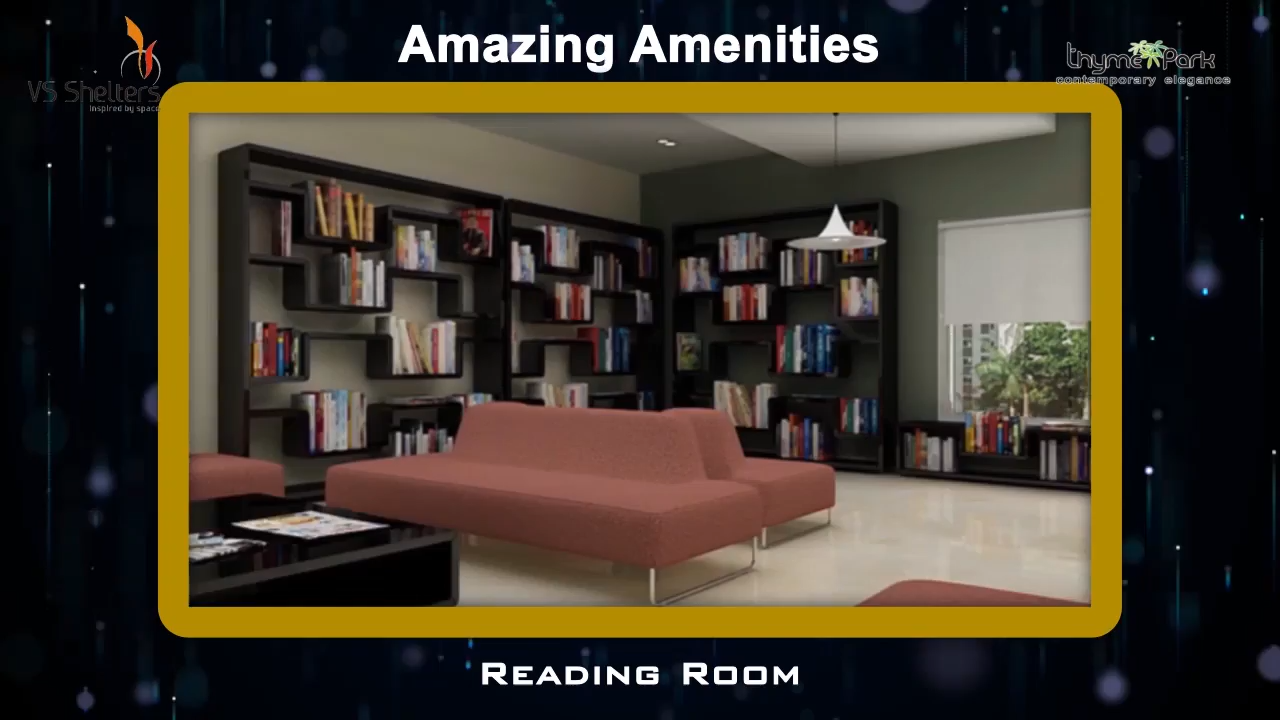 Amazing Amenities
VS Shelters
Inspired by space
thyme Park
contemporary elegance
READING ROOM